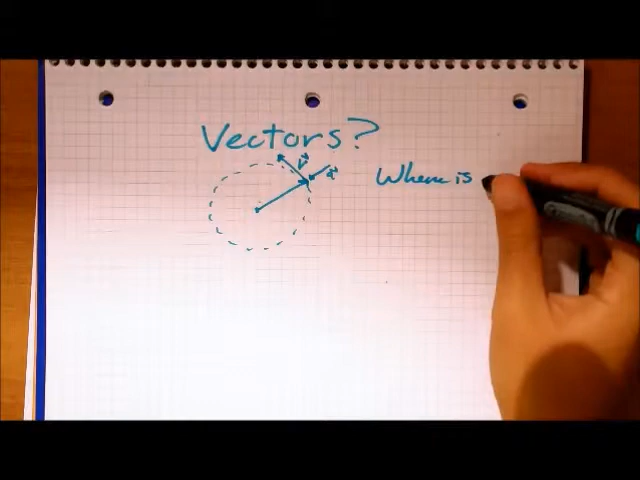 Vectors?
v⃗
a⃗
Where is